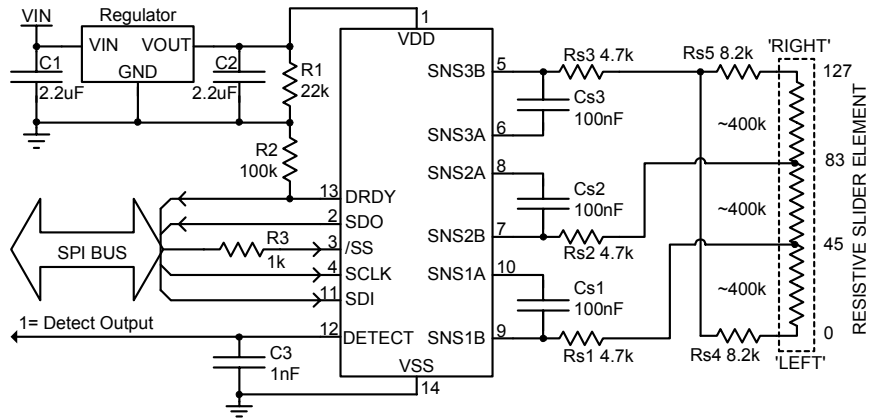 VIN
Regulator
VIN
VOUT
GND
C1
2.2uF
C2
2.2uF
R1
22k
R2
100k
1
VDD
SNS3B
5
SNS3A
6
SNS2A
8
SNS2B
7
SNS1A
10
SNS1B
9
VSS
14
13
DRDY
2
SDO
3
/SS
4
SCLK
11
SDI
12
DETECT
SPI BUS
R3
1k
1= Detect Output
C3
1nF
Rs3 4.7k
Cs3
100nF
Cs2
100nF
Rs2 4.7k
Cs1
100nF
Rs1 4.7k
Rs5 8.2k
Rs4 8.2k
'RIGHT'
127
~400k
83
~400k
45
~400k
0
'LEFT'
RESISTIVE SLIDER ELEMENT